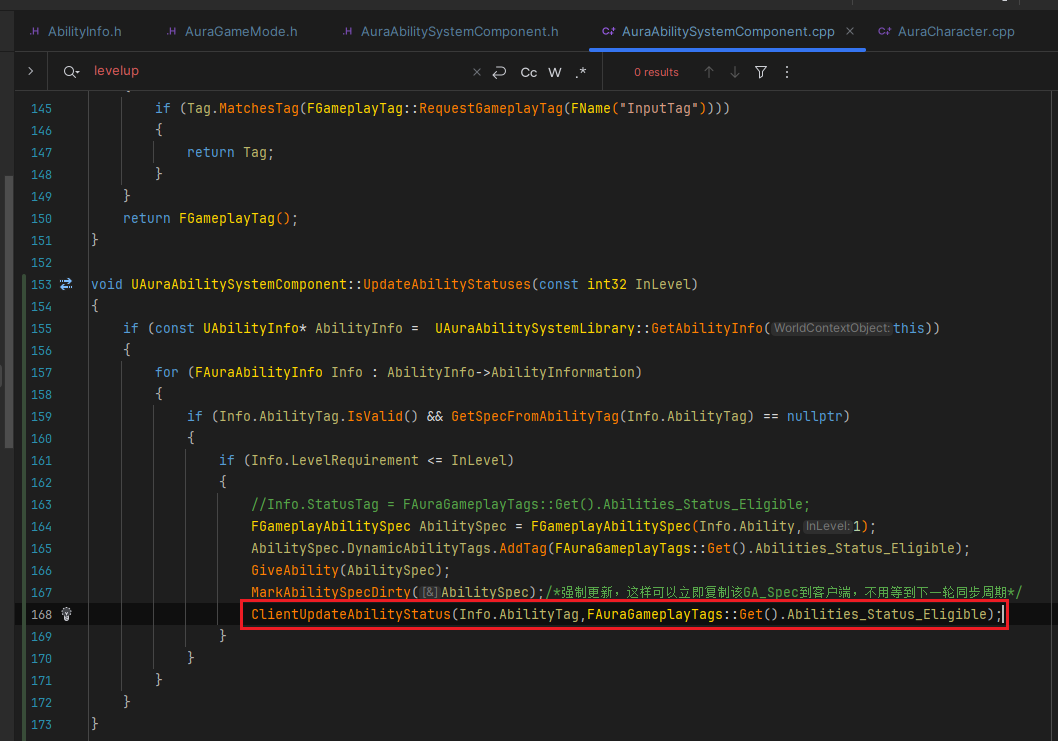 .H AbilityInfo.h .H AuraGameMode.h .H AuraAbilitySystemComponent.h C++ AuraAbilitySystemComponent.cpp × C++ AuraCharacter.cpp
levelup × Cc W .* 0 results
145 if (Tag.MatchesTag(FGameplayTag::RequestGameplayTag(FName("InputTag"))))
146 {
147 return Tag;
148 }
149 }
150 return FGameplayTag();
151 }
152
153 void UAuraAbilitySystemComponent::UpdateAbilityStatuses(const int32 InLevel)
154 {
155 if (const UAbilityInfo* AbilityInfo = UAuraAbilitySystemLibrary::GetAbilityInfo(WorldContextObject:this))
156 {
157 for (FAuraAbilityInfo Info : AbilityInfo->AbilityInformation)
158 {
159 if (Info.AbilityTag.IsValid() && GetSpecFromAbilityTag(Info.AbilityTag) == nullptr)
160 {
161 if (Info.LevelRequirement <= InLevel)
162 {
163 //Info.StatusTag = FAuraGameplayTags::Get().Abilities_Status_Eligible;
164 FGameplayAbilitySpec AbilitySpec = FGameplayAbilitySpec(Info.Ability,InLevel:1);
165 AbilitySpec.DynamicAbilityTags.AddTag(FAuraGameplayTags::Get().Abilities_Status_Eligible);
166 GiveAbility(AbilitySpec);
167 MarkAbilitySpecDirty([&]AbilitySpec);/*强制更新，这样可以立即复制该GA_Spec到客户端，不用等到下一轮同步周期*/
168 ClientUpdateAbilityStatus(Info.AbilityTag,FAuraGameplayTags::Get().Abilities_Status_Eligible);
169 }
170 }
171 }
172 }
173 }